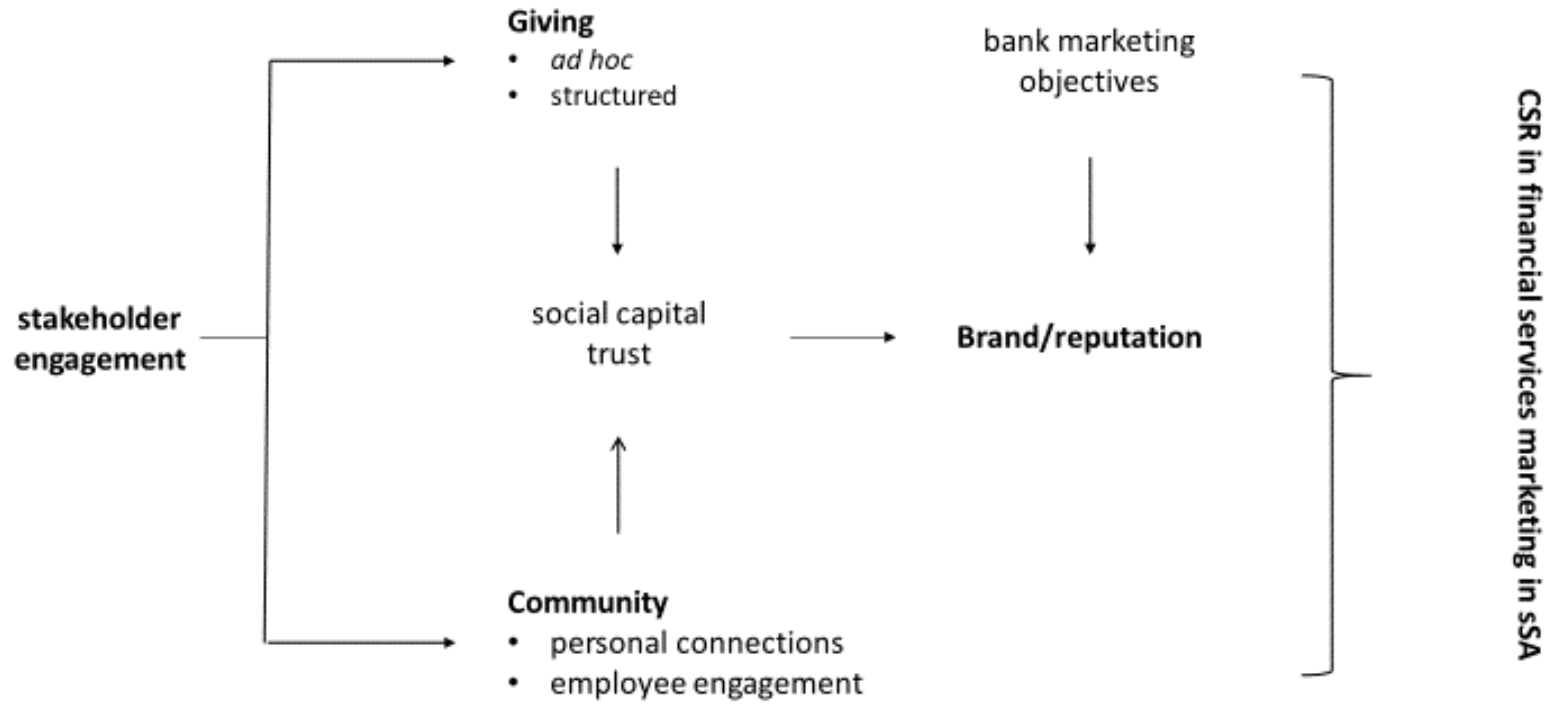 Giving
• ad hoc
• structured
bank marketing
objectives
stakeholder
engagement
social capital
trust
Brand/reputation
Community
• personal connections
• employee engagement
CSR in financial services marketing in sSA